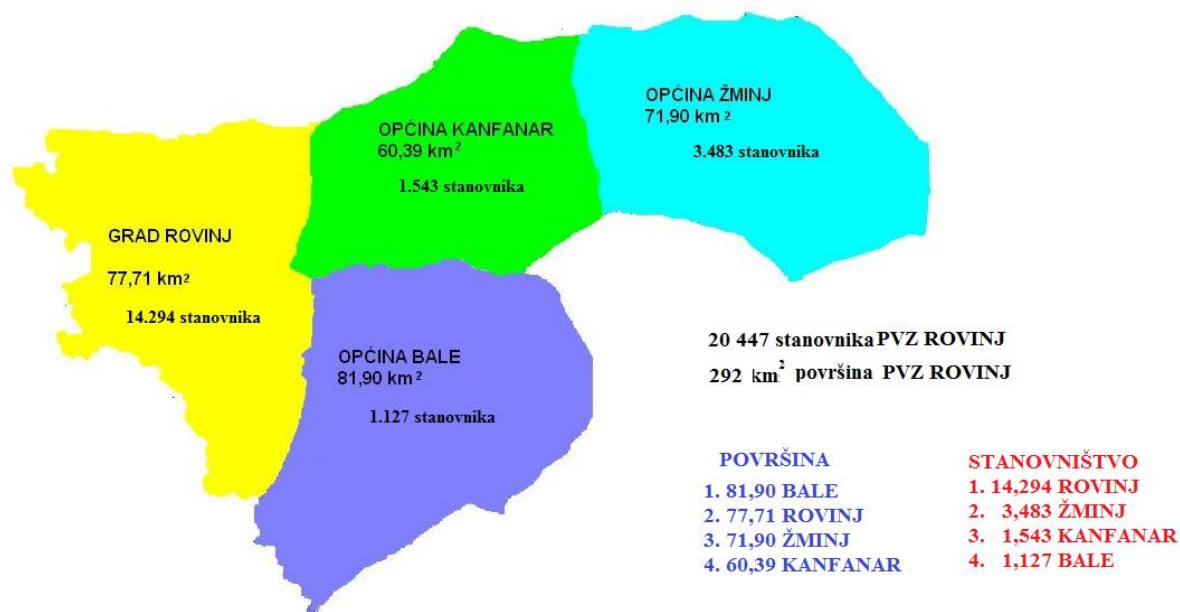 OPĆINA ŽMINJ
71,90 km²
3.483 stanovnika
OPĆINA KANFANAR
60,39 km²
1.543 stanovnika
GRAD ROVINJ
77,71 km²
14.294 stanovnika
OPĆINA BALE
81,90 km²
1.127 stanovnika
20 447 stanovnika PVZ ROVINJ
292 km² površina PVZ ROVINJ
POVRŠINA
1. 81,90 BALE
2. 77,71 ROVINJ
3. 71,90 ŽMINJ
4. 60,39 KANFANAR
STANOVNIŠTVO
1. 14,294 ROVINJ
2. 3,483 ŽMINJ
3. 1,543 KANFANAR
4. 1,127 BALE